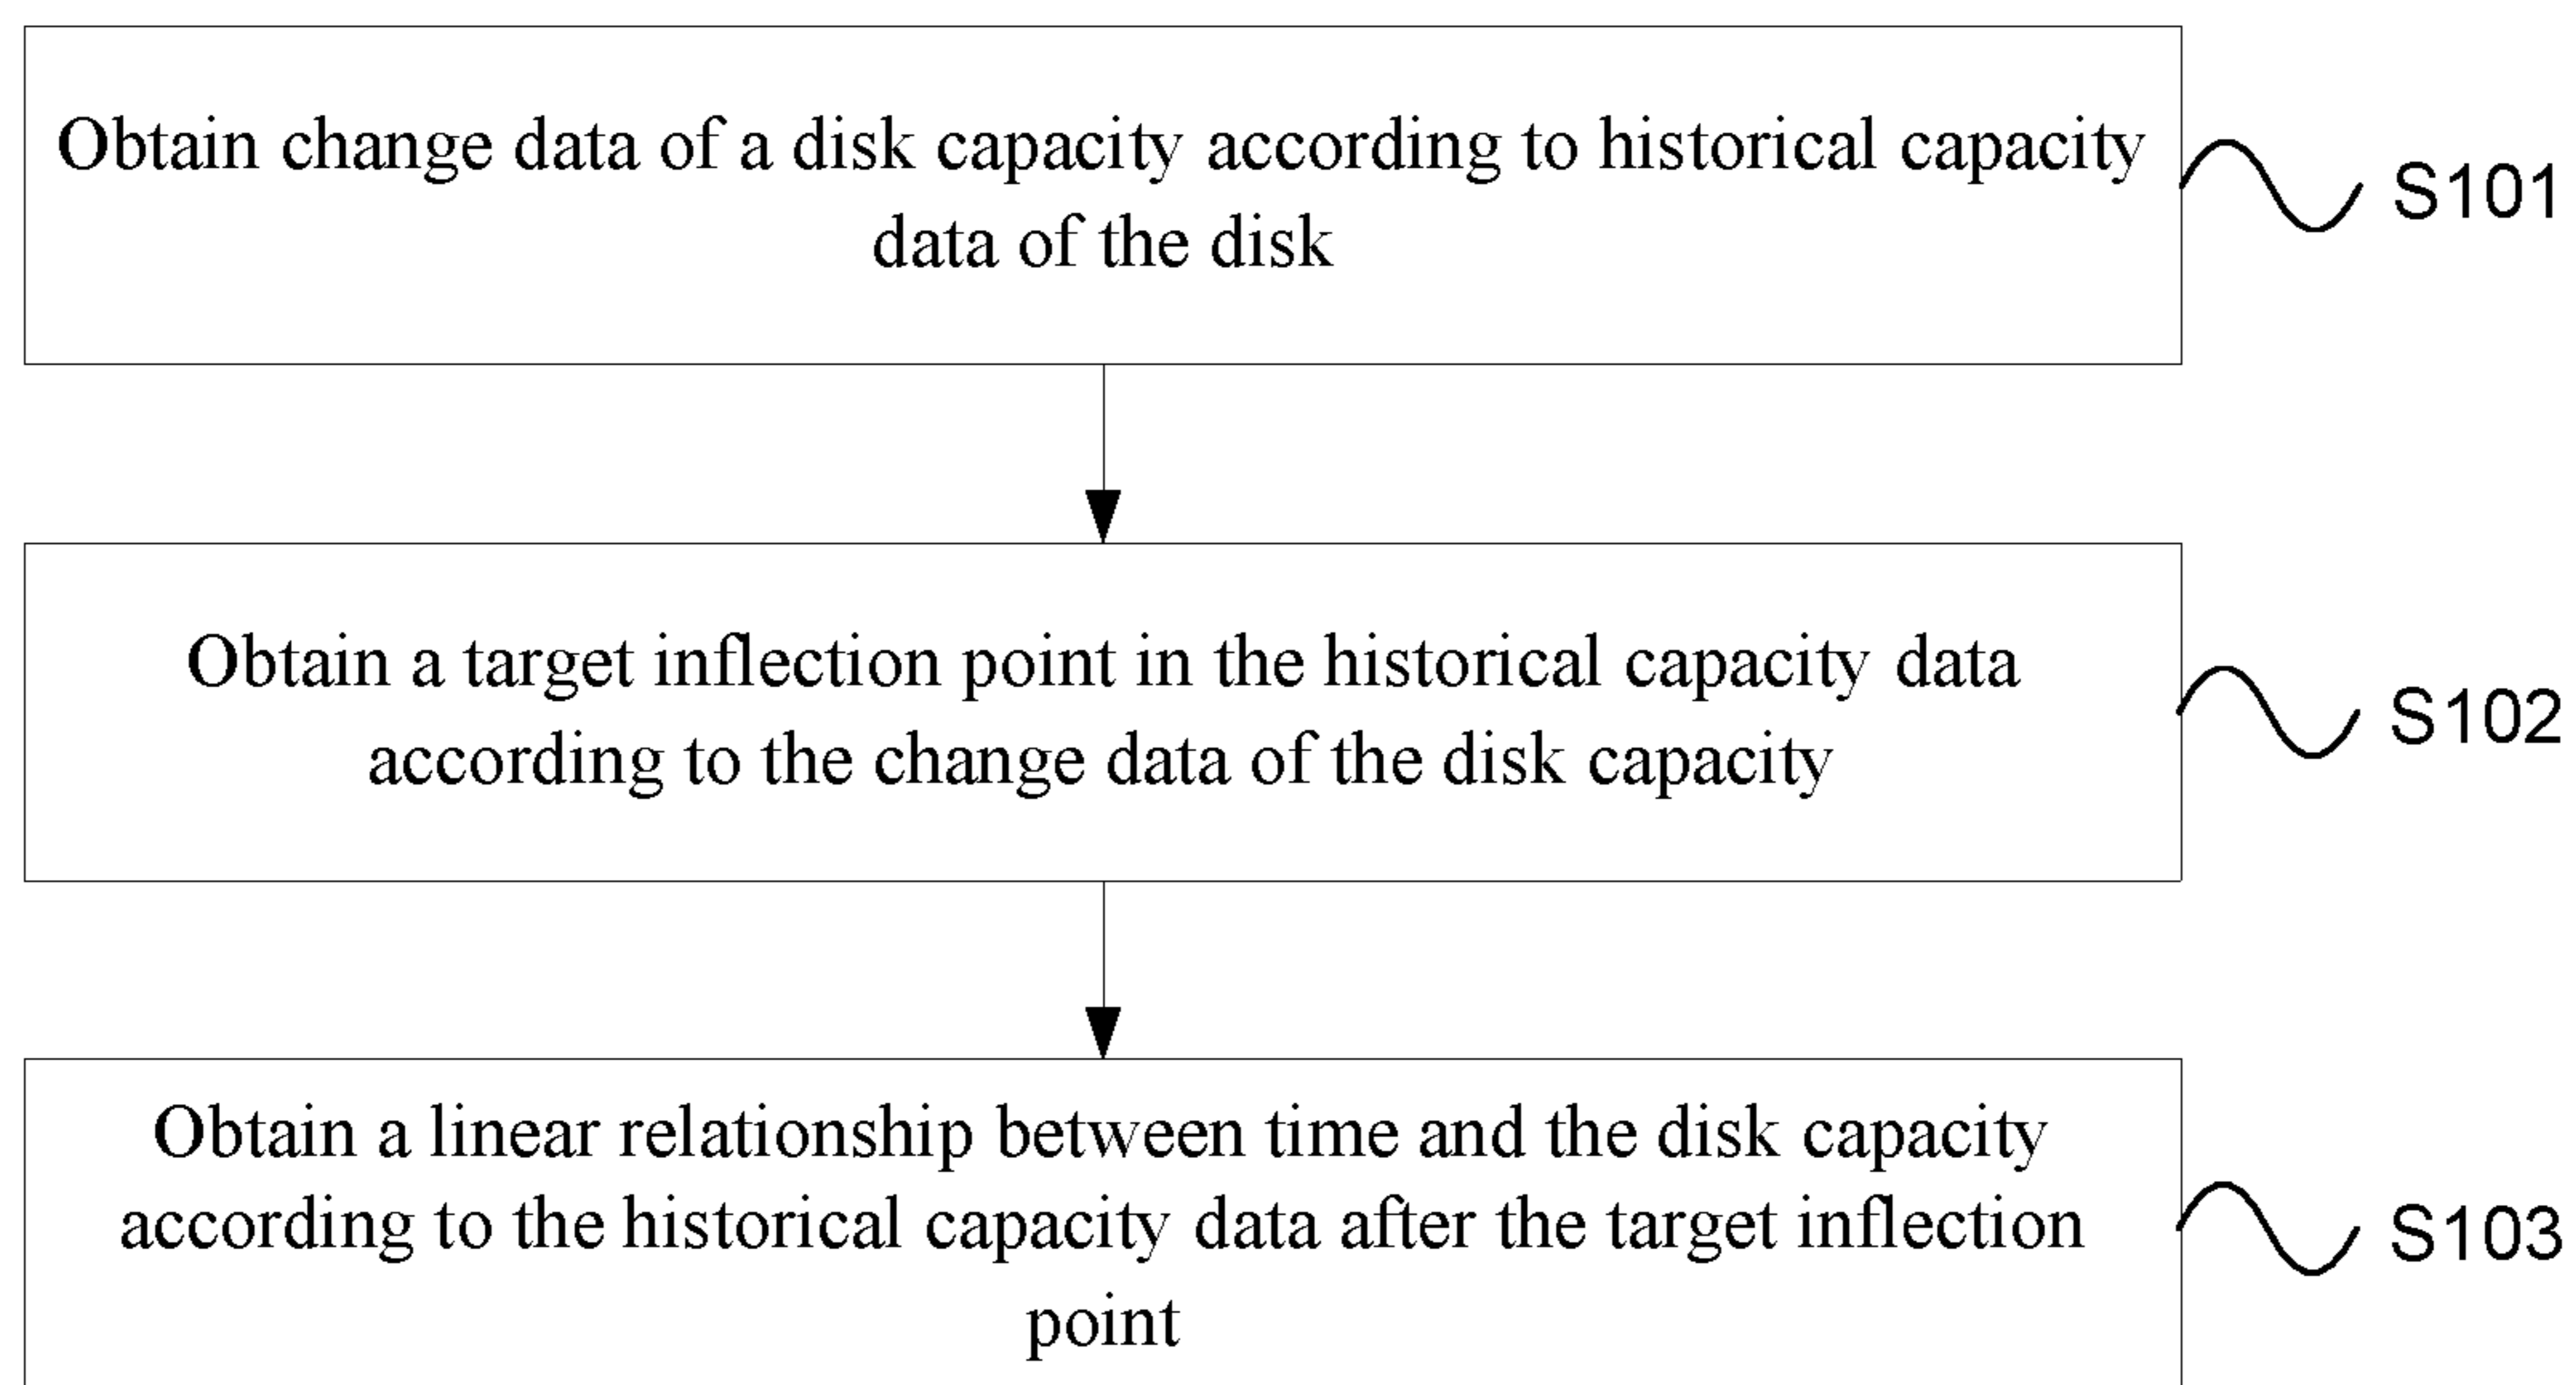 Obtain change data of a disk capacity according to historical capacity
data of the disk
S101
Obtain a target inflection point in the historical capacity data
according to the change data of the disk capacity
S102
Obtain a linear relationship between time and the disk capacity
according to the historical capacity data after the target inflection
point
S103